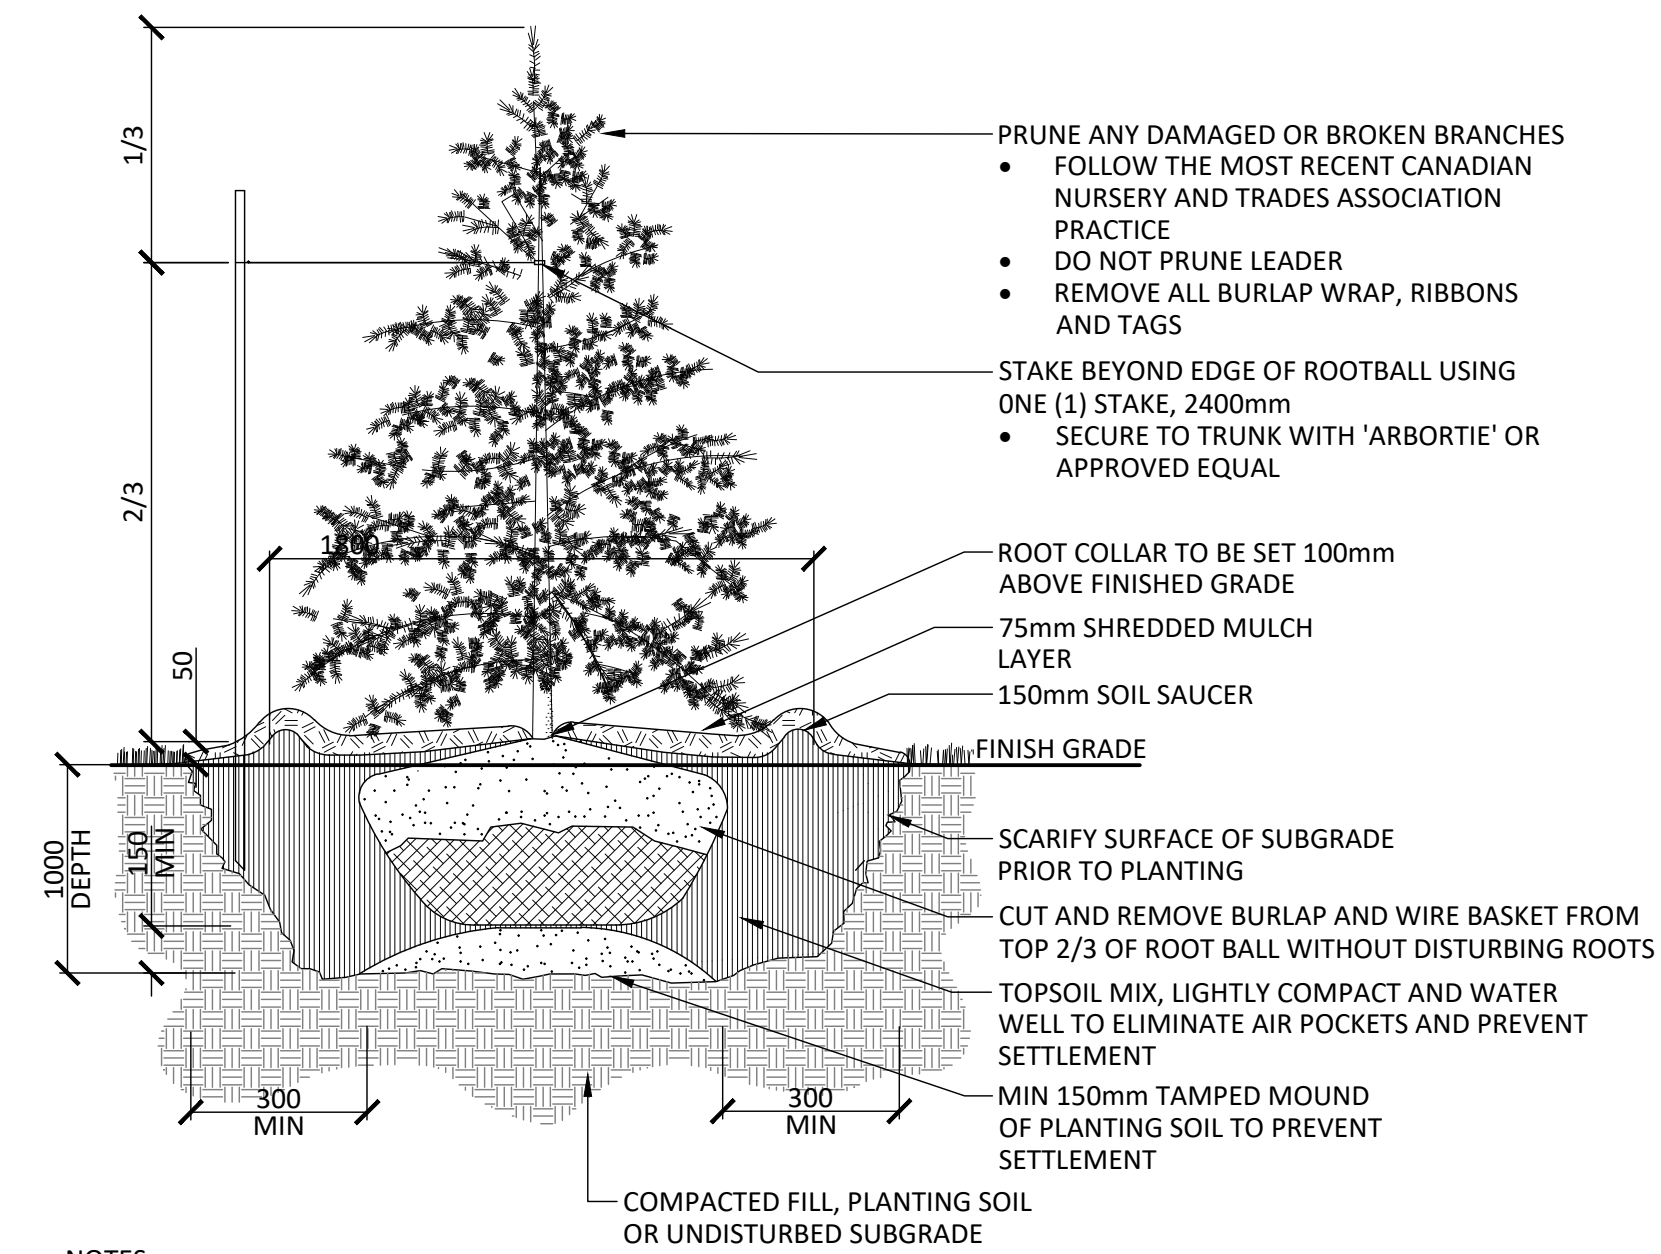 1/3
2/3
1800
50
1000
DEPTH
150
MIN
300
MIN
300
MIN
PRUNE ANY DAMAGED OR BROKEN BRANCHES
• FOLLOW THE MOST RECENT CANADIAN
NURSERY AND TRADES ASSOCIATION
PRACTICE
• DO NOT PRUNE LEADER
• REMOVE ALL BURLAP WRAP, RIBBONS
AND TAGS
STAKE BEYOND EDGE OF ROOTBALL USING
0NE (1) STAKE, 2400mm
• SECURE TO TRUNK WITH 'ARBORTIE' OR
APPROVED EQUAL
ROOT COLLAR TO BE SET 100mm
ABOVE FINISHED GRADE
75mm SHREDDED MULCH
LAYER
150mm SOIL SAUCER
FINISH GRADE
SCARIFY SURFACE OF SUBGRADE
PRIOR TO PLANTING
CUT AND REMOVE BURLAP AND WIRE BASKET FROM
TOP 2/3 OF ROOT BALL WITHOUT DISTURBING ROOTS
TOPSOIL MIX, LIGHTLY COMPACT AND WATER
WELL TO ELIMINATE AIR POCKETS AND PREVENT
SETTLEMENT
MIN 150mm TAMPED MOUND
OF PLANTING SOIL TO PREVENT
SETTLEMENT
COMPACTED FILL, PLANTING SOIL
OR UNDISTURBED SUBGRADE
NOTES